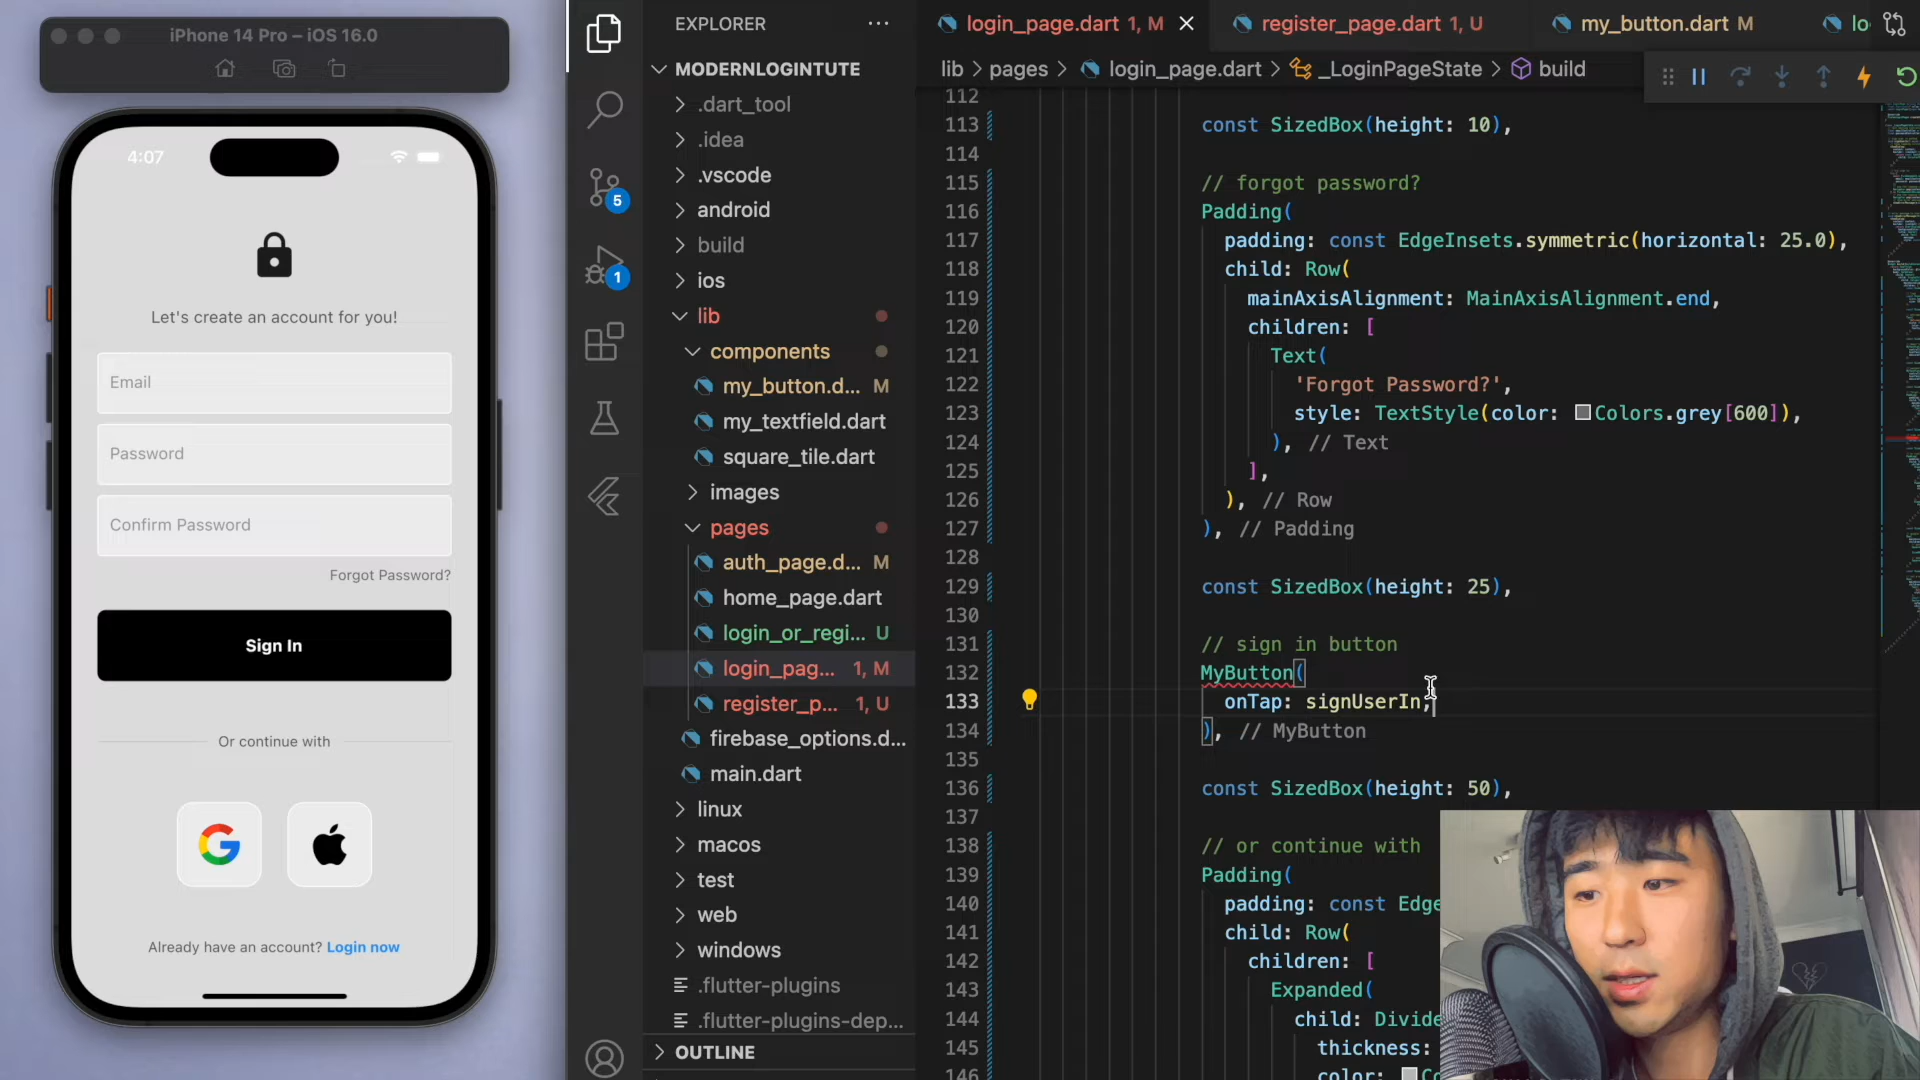 iPhone 14 Pro – iOS 16.0
4:07
Let's create an account for you!
Email
Password
Confirm Password
Forgot Password?
Sign In
Or continue with
Already have an account? Login now
5
1
EXPLORER
MODERNLOGINTUTE
.dart_tool
.idea
.vscode
android
build
ios
lib
components
my_button.d... M
my_textfield.dart
square_tile.dart
images
pages
auth_page.d... M
home_page.dart
login_or_regi... U
login_pag... 1, M
register_p... 1, U
firebase_options.d...
main.dart
linux
macos
test
web
windows
.flutter-plugins
.flutter-plugins-dep...
OUTLINE
login_page.dart 1, M
register_page.dart 1, U
my_button.dart M
lo
lib > pages > login_page.dart > _LoginPageState > build
112
113 const SizedBox(height: 10),
114
115 // forgot password?
116 Padding(
117 padding: const EdgeInsets.symmetric(horizontal: 25.0),
118 child: Row(
119 mainAxisAlignment: MainAxisAlignment.end,
120 children: [
121 Text(
122 'Forgot Password?',
123 style: TextStyle(color: Colors.grey[600]),
124 ), // Text
125 ],
126 ), // Row
127 ), // Padding
128
129 const SizedBox(height: 25),
130
131 // sign in button
132 MyButton(
133 onTap: signUserIn,
134 ), // MyButton
135
136 const SizedBox(height: 50),
137
138 // or continue with
139 Padding(
140 padding: const Edge
141 child: Row(
142 children: [
143 Expanded(
144 child: Divide
145 thickness:
146 color: Co